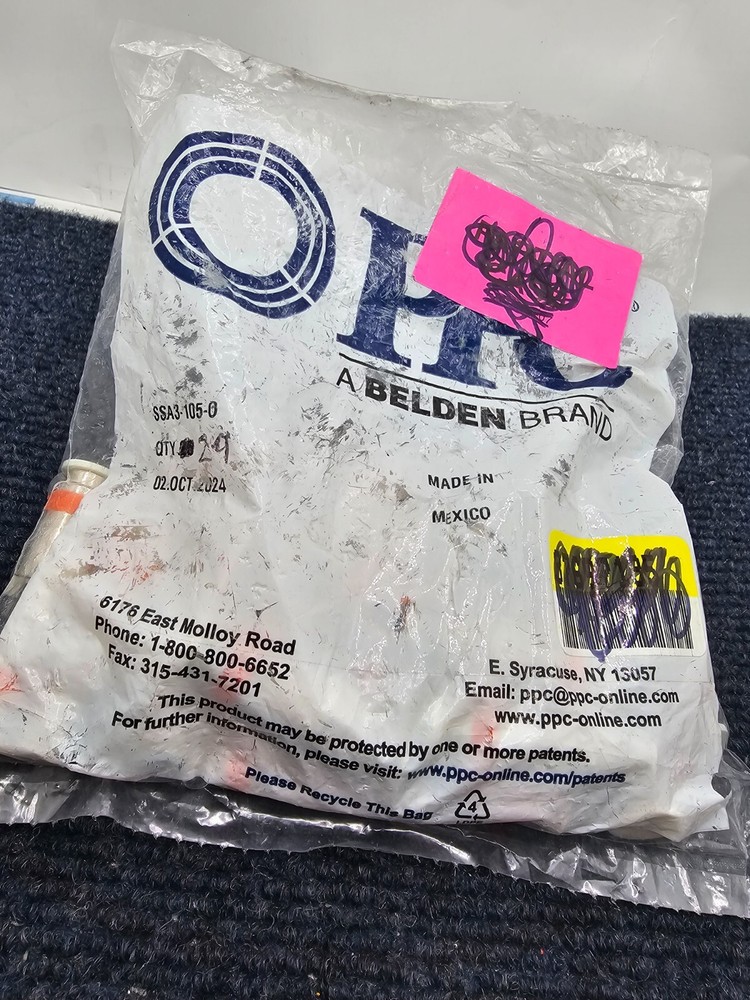 PPC
A BELDEN BRAND
SSA3-105-0
QTY 29
02.OCT.2024
MADE IN
MEXICO
6176 East Molloy Road
Phone: 1-800-800-6652
Fax: 315-431-7201
E. Syracuse, NY 13057
Email: ppc@ppc-online.com
www.ppc-online.com
This product may be protected by one or more patents.
For further information, please visit: www.ppc-online.com/patents
Please Recycle This Bag
4